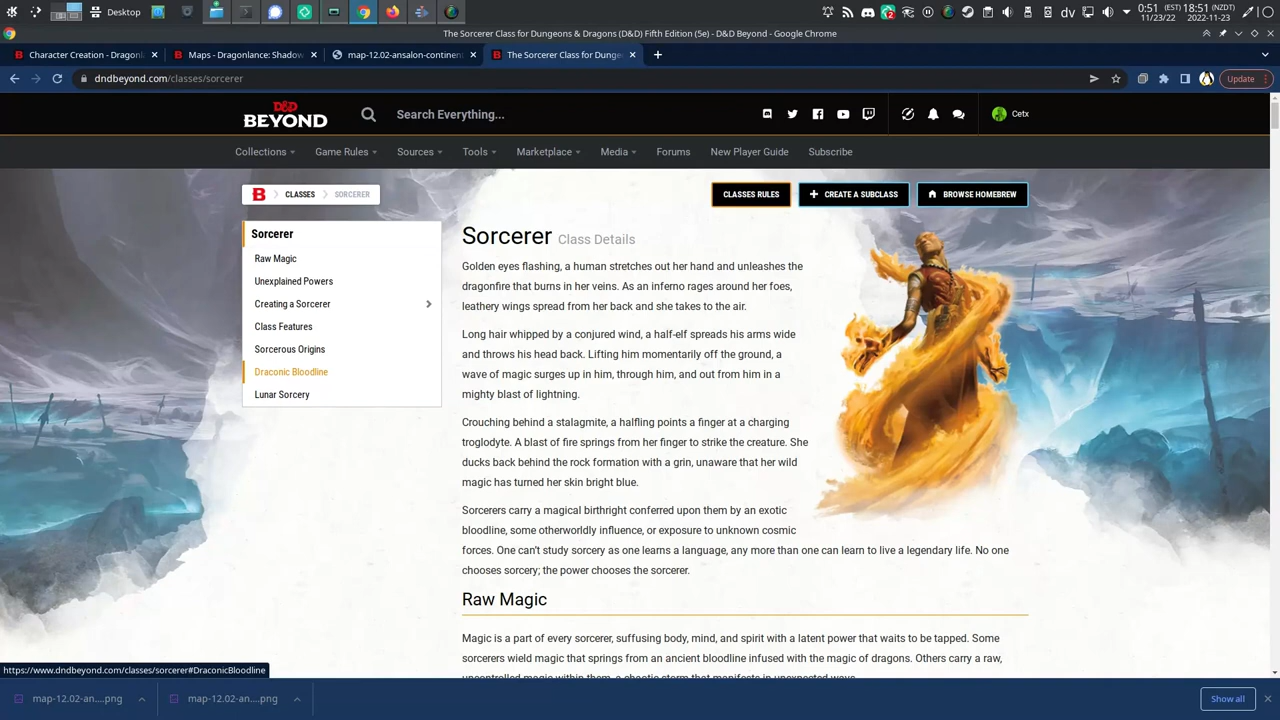 Desktop
2
dv
0:51 (EST) 18:51
11/23/22 2022-11-23
The Sorcerer Class for Dungeons & Dragons (D&D) Fifth Edition (5e) - D&D Beyond - Google Chrome
Character Creation - Dragonl
Maps - Dragonlance: Shadow
map-12.02-ansalon-continen
The Sorcerer Class for Dunge
dndbeyond.com/classes/sorcerer
Update
D&D BEYOND
Search Everything...
Cetx
Collections
Game Rules
Sources
Tools
Marketplace
Media
Forums
New Player Guide
Subscribe
B CLASSES SORCERER
CLASSES RULES
CREATE A SUBCLASS
BROWSE HOMEBREW
Sorcerer
Raw Magic
Unexplained Powers
Creating a Sorcerer
Class Features
Sorcerous Origins
Draconic Bloodline
Lunar Sorcery
Sorcerer Class Details
Golden eyes flashing, a human stretches out her hand and unleashes the
dragonfire that burns in her veins. As an inferno rages around her foes,
leathery wings spread from her back and she takes to the air.
Long hair whipped by a conjured wind, a half-elf spreads his arms wide
and throws his head back. Lifting him momentarily off the ground, a
wave of magic surges up in him, through him, and out from him in a
mighty blast of lightning.
Crouching behind a stalagmite, a halfling points a finger at a charging
troglodyte. A blast of fire springs from her finger to strike the creature. She
ducks back behind the rock formation with a grin, unaware that her wild
magic has turned her skin bright blue.
Sorcerers carry a magical birthright conferred upon them by an exotic
bloodline, some otherworldly influence, or exposure to unknown cosmic
forces. One can't study sorcery as one learns a language, any more than one can learn to live a legendary life. No one
chooses sorcery; the power chooses the sorcerer.
Raw Magic
Magic is a part of every sorcerer, suffusing body, mind, and spirit with a latent power that waits to be tapped. Some
sorcerers wield magic that springs from an ancient bloodline infused with the magic of dragons. Others carry a raw,
uncontrolled magic within them, a chaotic storm that manifests in unexpected ways.
https://www.dndbeyond.com/classes/sorcerer#DraconicBloodline
map-12.02-an....png
map-12.02-an....png
Show all